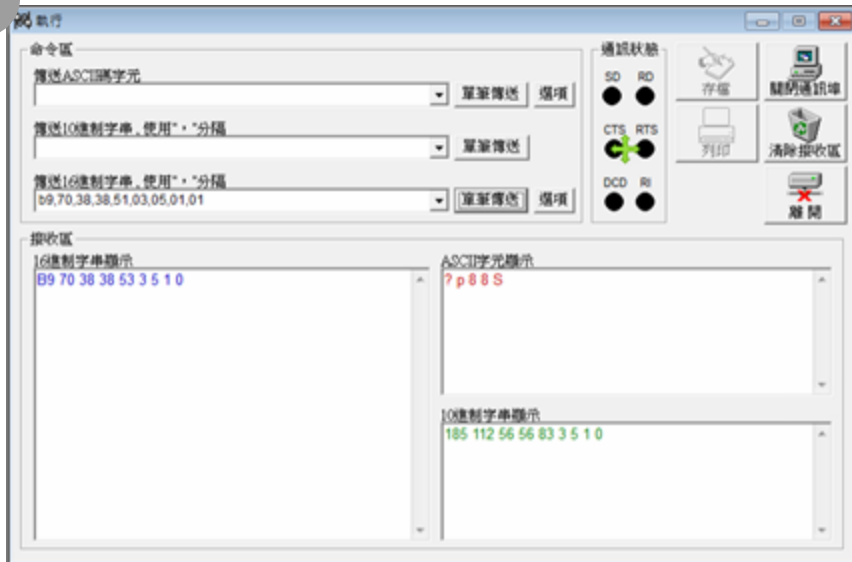 執行
命令區
傳送ASCII碼字元
單筆傳送 選項
傳送10進制字串，使用"，"分隔
單筆傳送
傳送16進制字串，使用"，"分隔
b9,70,38,38,51,03,05,01,01
單筆傳送 選項
通訊狀態
SD RD
CTS RTS
DCD RI
存檔
關閉通訊埠
列印
清除接收區
離開
接收區
16進制字串顯示
B9 70 38 38 53 3 5 1 0
ASCII字元顯示
? p 8 8 S
10進制字串顯示
185 112 56 56 83 3 5 1 0